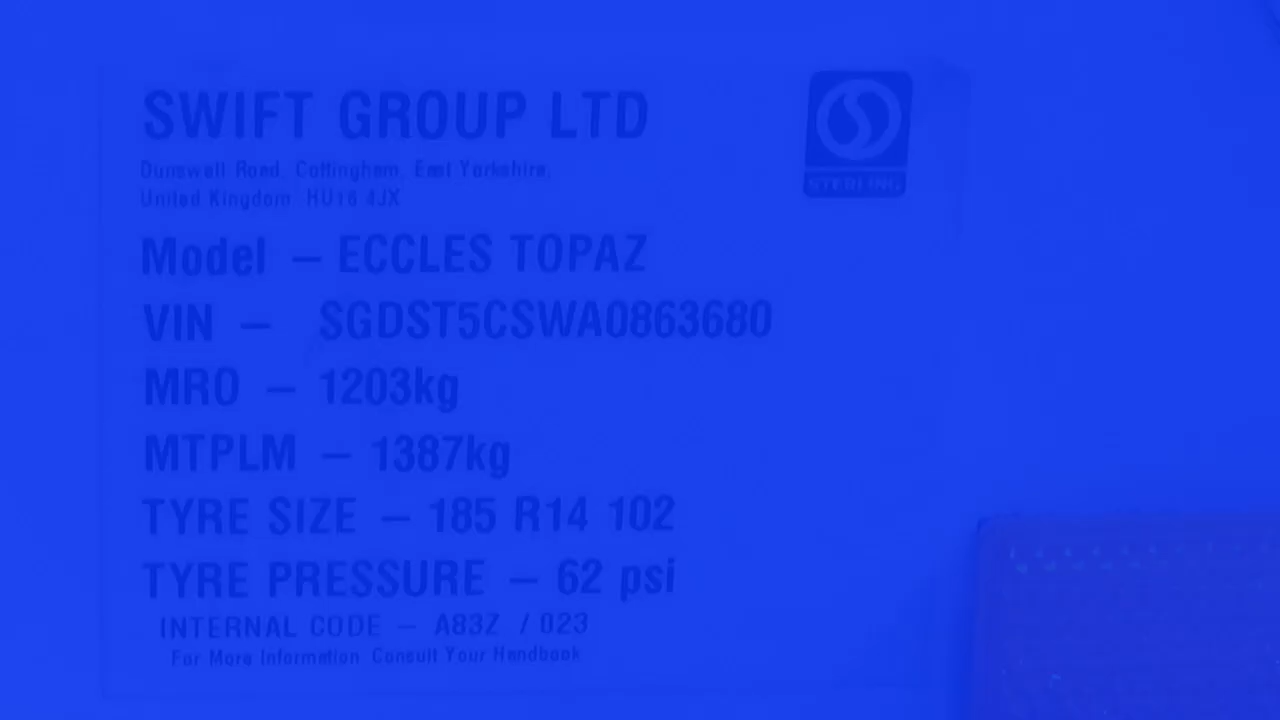 SWIFT GROUP LTD
STERLING
Dunswell Road, Cottingham, East Yorkshire,
United Kingdom HU16 4JX
Model – ECCLES TOPAZ
VIN – SGDST5CSWA0863680
MRO – 1203kg
MTPLM – 1387kg
TYRE SIZE – 185 R14 102
TYRE PRESSURE – 62 psi
INTERNAL CODE – A83Z / 023
For More Information Consult Your Handbook